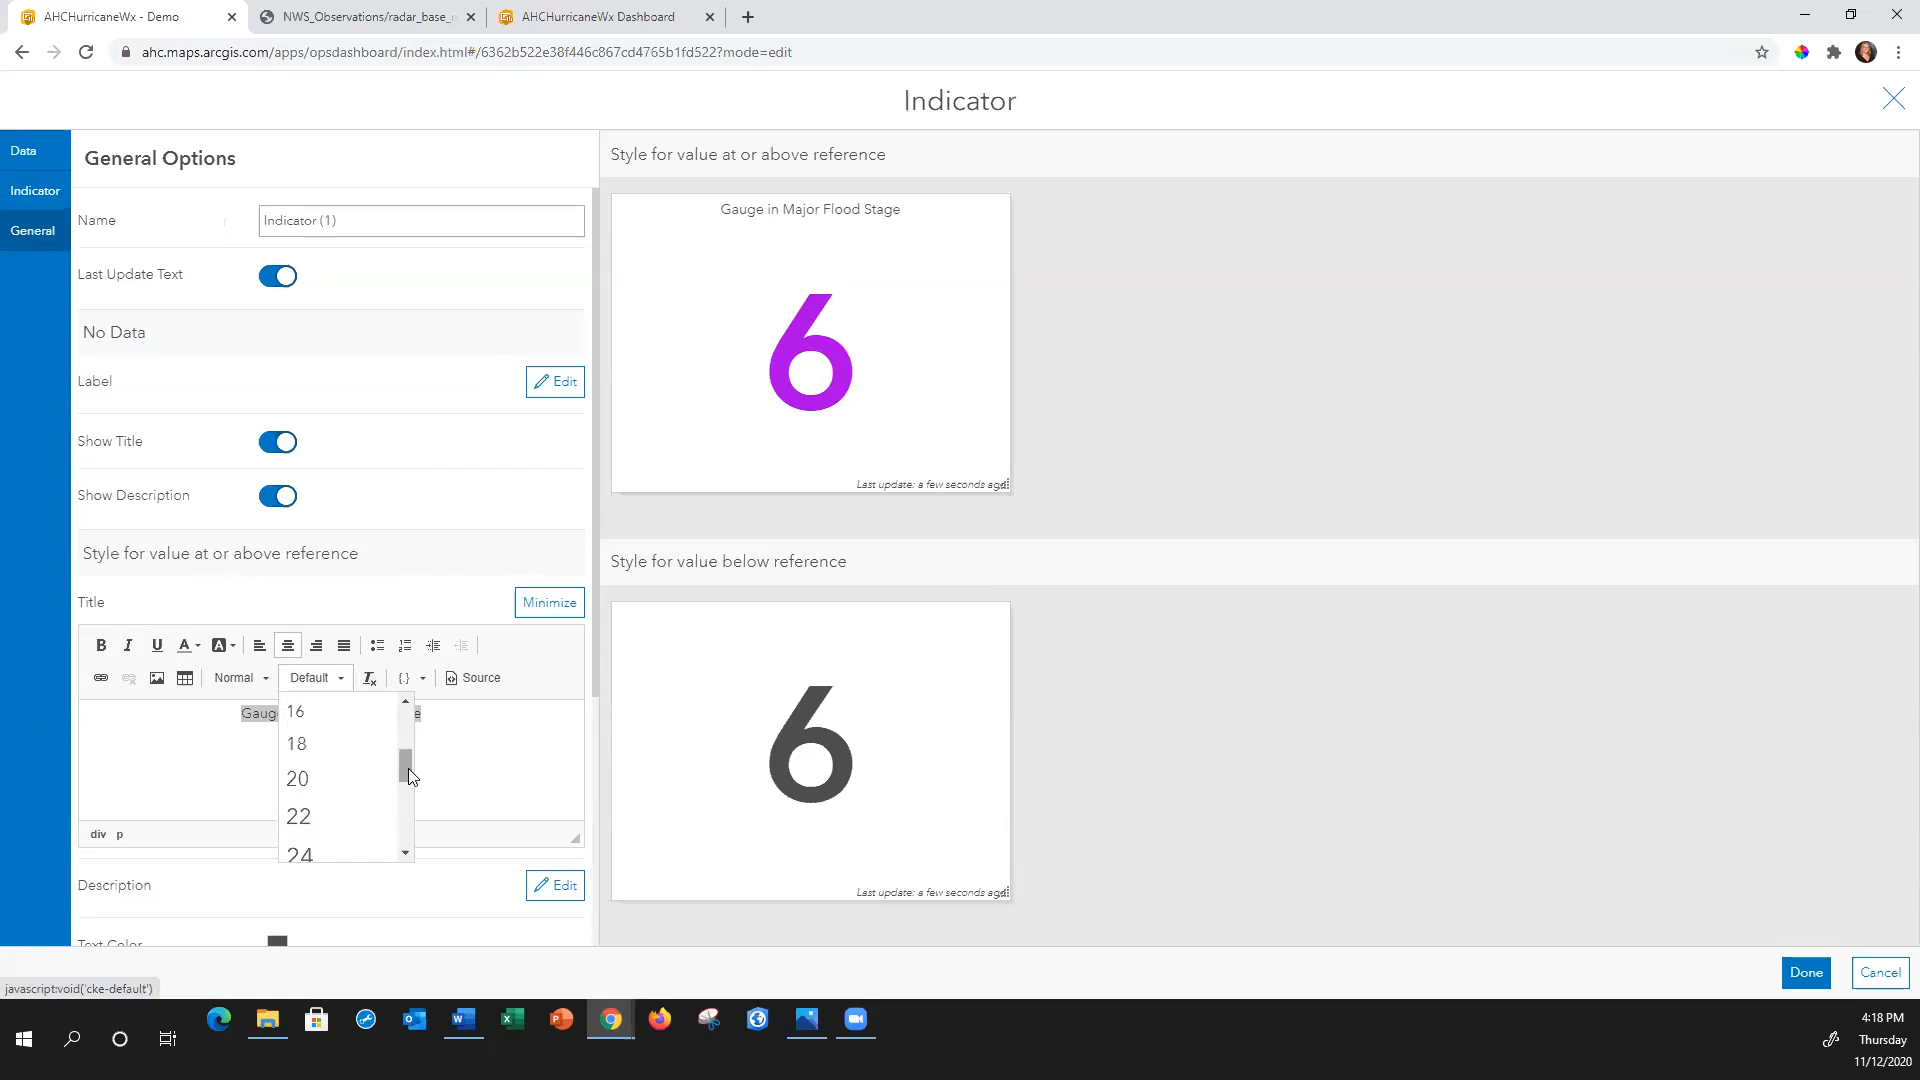 AHCHurricaneWx - Demo
NWS_Observations/radar_base_
AHCHurricaneWx Dashboard
ahc.maps.arcgis.com/apps/opsdashboard/index.html#/6362b522e38f446c867cd4765b1fd522?mode=edit
Indicator
Data
Indicator
General
General Options
Name
Indicator (1)
Last Update Text
No Data
Label
Edit
Show Title
Show Description
Style for value at or above reference
Title
Minimize
B I U A A
Normal
Default
Source
Gaug
e
16
18
20
22
24
div p
Description
Edit
Text Color
Style for value at or above reference
Gauge in Major Flood Stage
6
Last update: a few seconds ago
Style for value below reference
6
Last update: a few seconds ago
Done
Cancel
javascript:void('cke-default')
4:18 PM
Thursday
11/12/2020